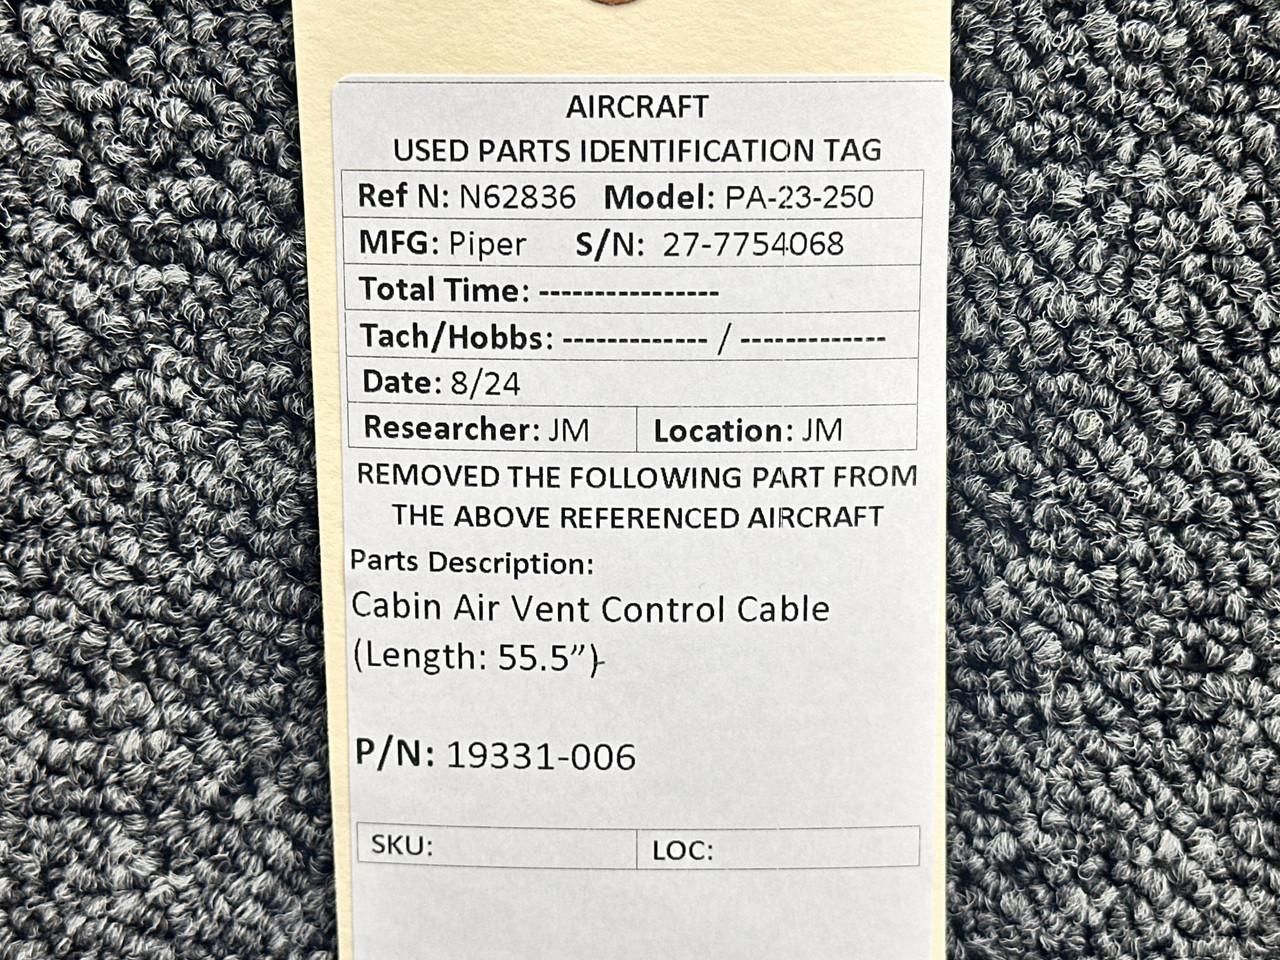 AIRCRAFT
USED PARTS IDENTIFICATION TAG
Ref N: N62836 Model: PA-23-250
MFG: Piper S/N: 27-7754068
Total Time: ----------------
Tach/Hobbs: ------------- / -------------
Date: 8/24
Researcher: JM Location: JM
REMOVED THE FOLLOWING PART FROM
THE ABOVE REFERENCED AIRCRAFT
Parts Description:
Cabin Air Vent Control Cable
(Length: 55.5”)
P/N: 19331-006
SKU: LOC: